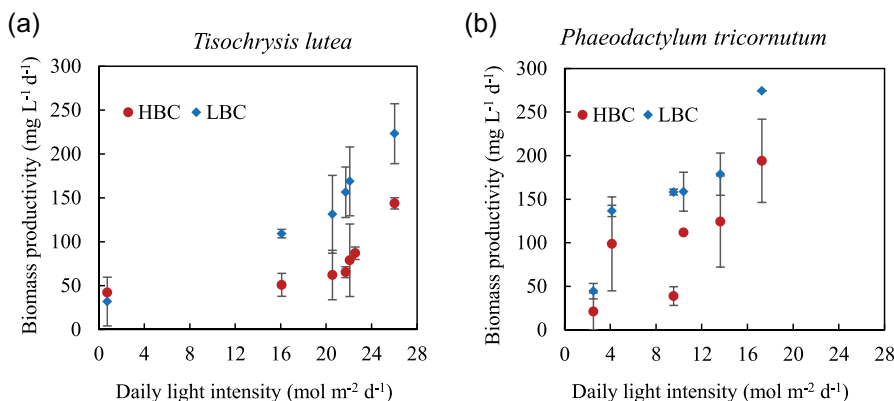 (a)
Tisochrysis lutea
Biomass productivity (mg L⁻¹ d⁻¹)
300
250
200
150
100
50
0
HBC LBC
0 4 8 12 16 20 24 28
Daily light intensity (mol m⁻² d⁻¹)
(b)
Phaeodactylum tricornutum
Biomass productivity (mg L⁻¹ d⁻¹)
300
250
200
150
100
50
0
HBC LBC
0 4 8 12 16 20 24 28
Daily light intensity (mol m⁻² d⁻¹)